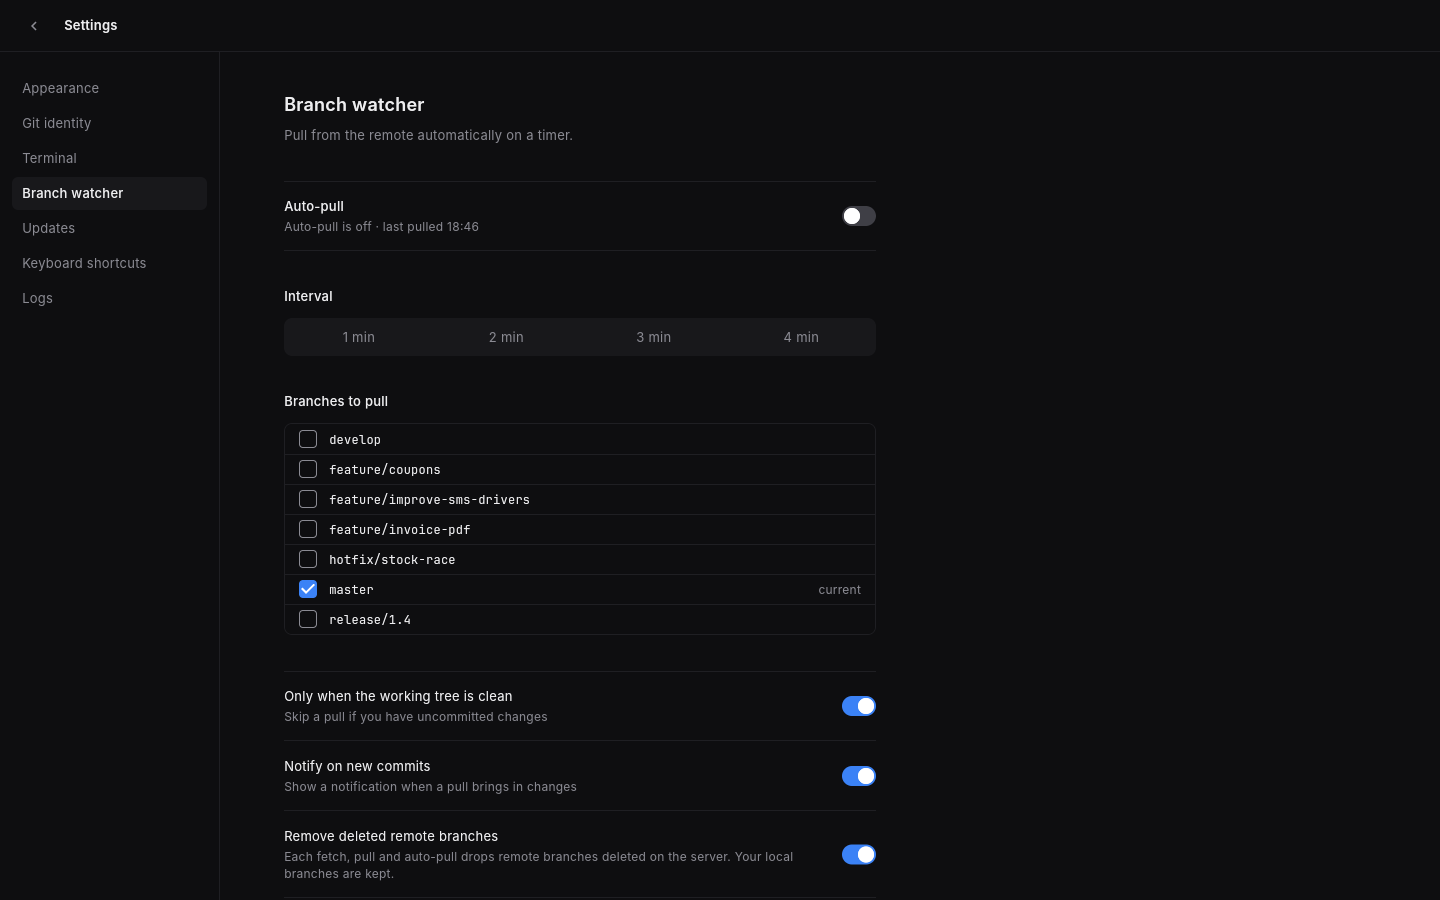 Settings
Appearance
Git identity
Terminal
Branch watcher
Updates
Keyboard shortcuts
Logs
Branch watcher
Pull from the remote automatically on a timer.
Auto-pull
Auto-pull is off · last pulled 18:46
Interval
1 min 2 min 3 min 4 min
Branches to pull
develop
feature/coupons
feature/improve-sms-drivers
feature/invoice-pdf
hotfix/stock-race
master current
release/1.4
Only when the working tree is clean
Skip a pull if you have uncommitted changes
Notify on new commits
Show a notification when a pull brings in changes
Remove deleted remote branches
Each fetch, pull and auto-pull drops remote branches deleted on the server. Your local
branches are kept.